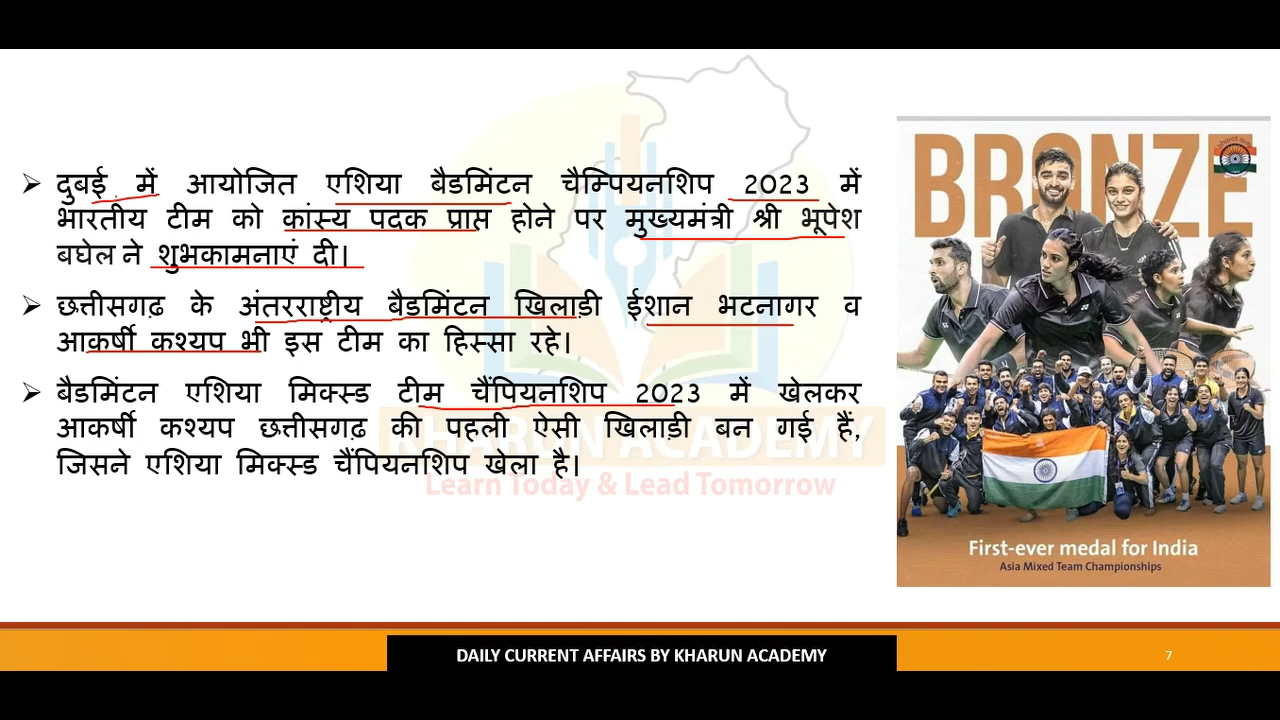 ➢ दुबई में आयोजित एशिया बैडमिंटन चैम्पियनशिप 2023 में
भारतीय टीम को कांस्य पदक प्राप्त होने पर मुख्यमंत्री श्री भूपेश
बघेल ने शुभकामनाएं दी।
➢ छत्तीसगढ़ के अंतरराष्ट्रीय बैडमिंटन खिलाड़ी ईशान भटनागर व
आकर्षी कश्यप भी इस टीम का हिस्सा रहे।
➢ बैडमिंटन एशिया मिक्स्ड टीम चैंपियनशिप 2023 में खेलकर
आकर्षी कश्यप छत्तीसगढ़ की पहली ऐसी खिलाड़ी बन गई हैं,
जिसने एशिया मिक्स्ड चैंपियनशिप खेला है।
KHARUN ACADEMY
Learn Today & Lead Tomorrow
BRONZE
First-ever medal for India
Asia Mixed Team Championships
DAILY CURRENT AFFAIRS BY KHARUN ACADEMY
7